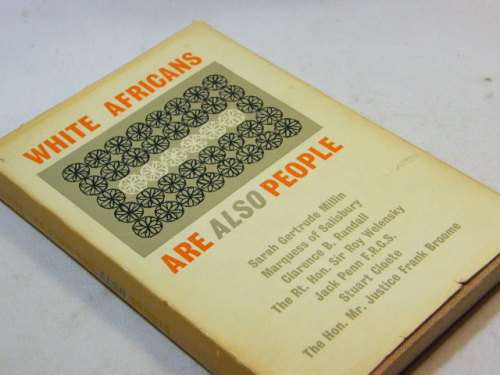 WHITE AFRICANS
ARE ALSO PEOPLE
Sarah Gertrude Millin
Marquess of Salisbury
Clarence B. Randall
The Rt. Hon. Sir Roy Welensky
Jack Penn F.R.C.S.
Stuart Cloete
The Hon. Mr. Justice Frank Broome